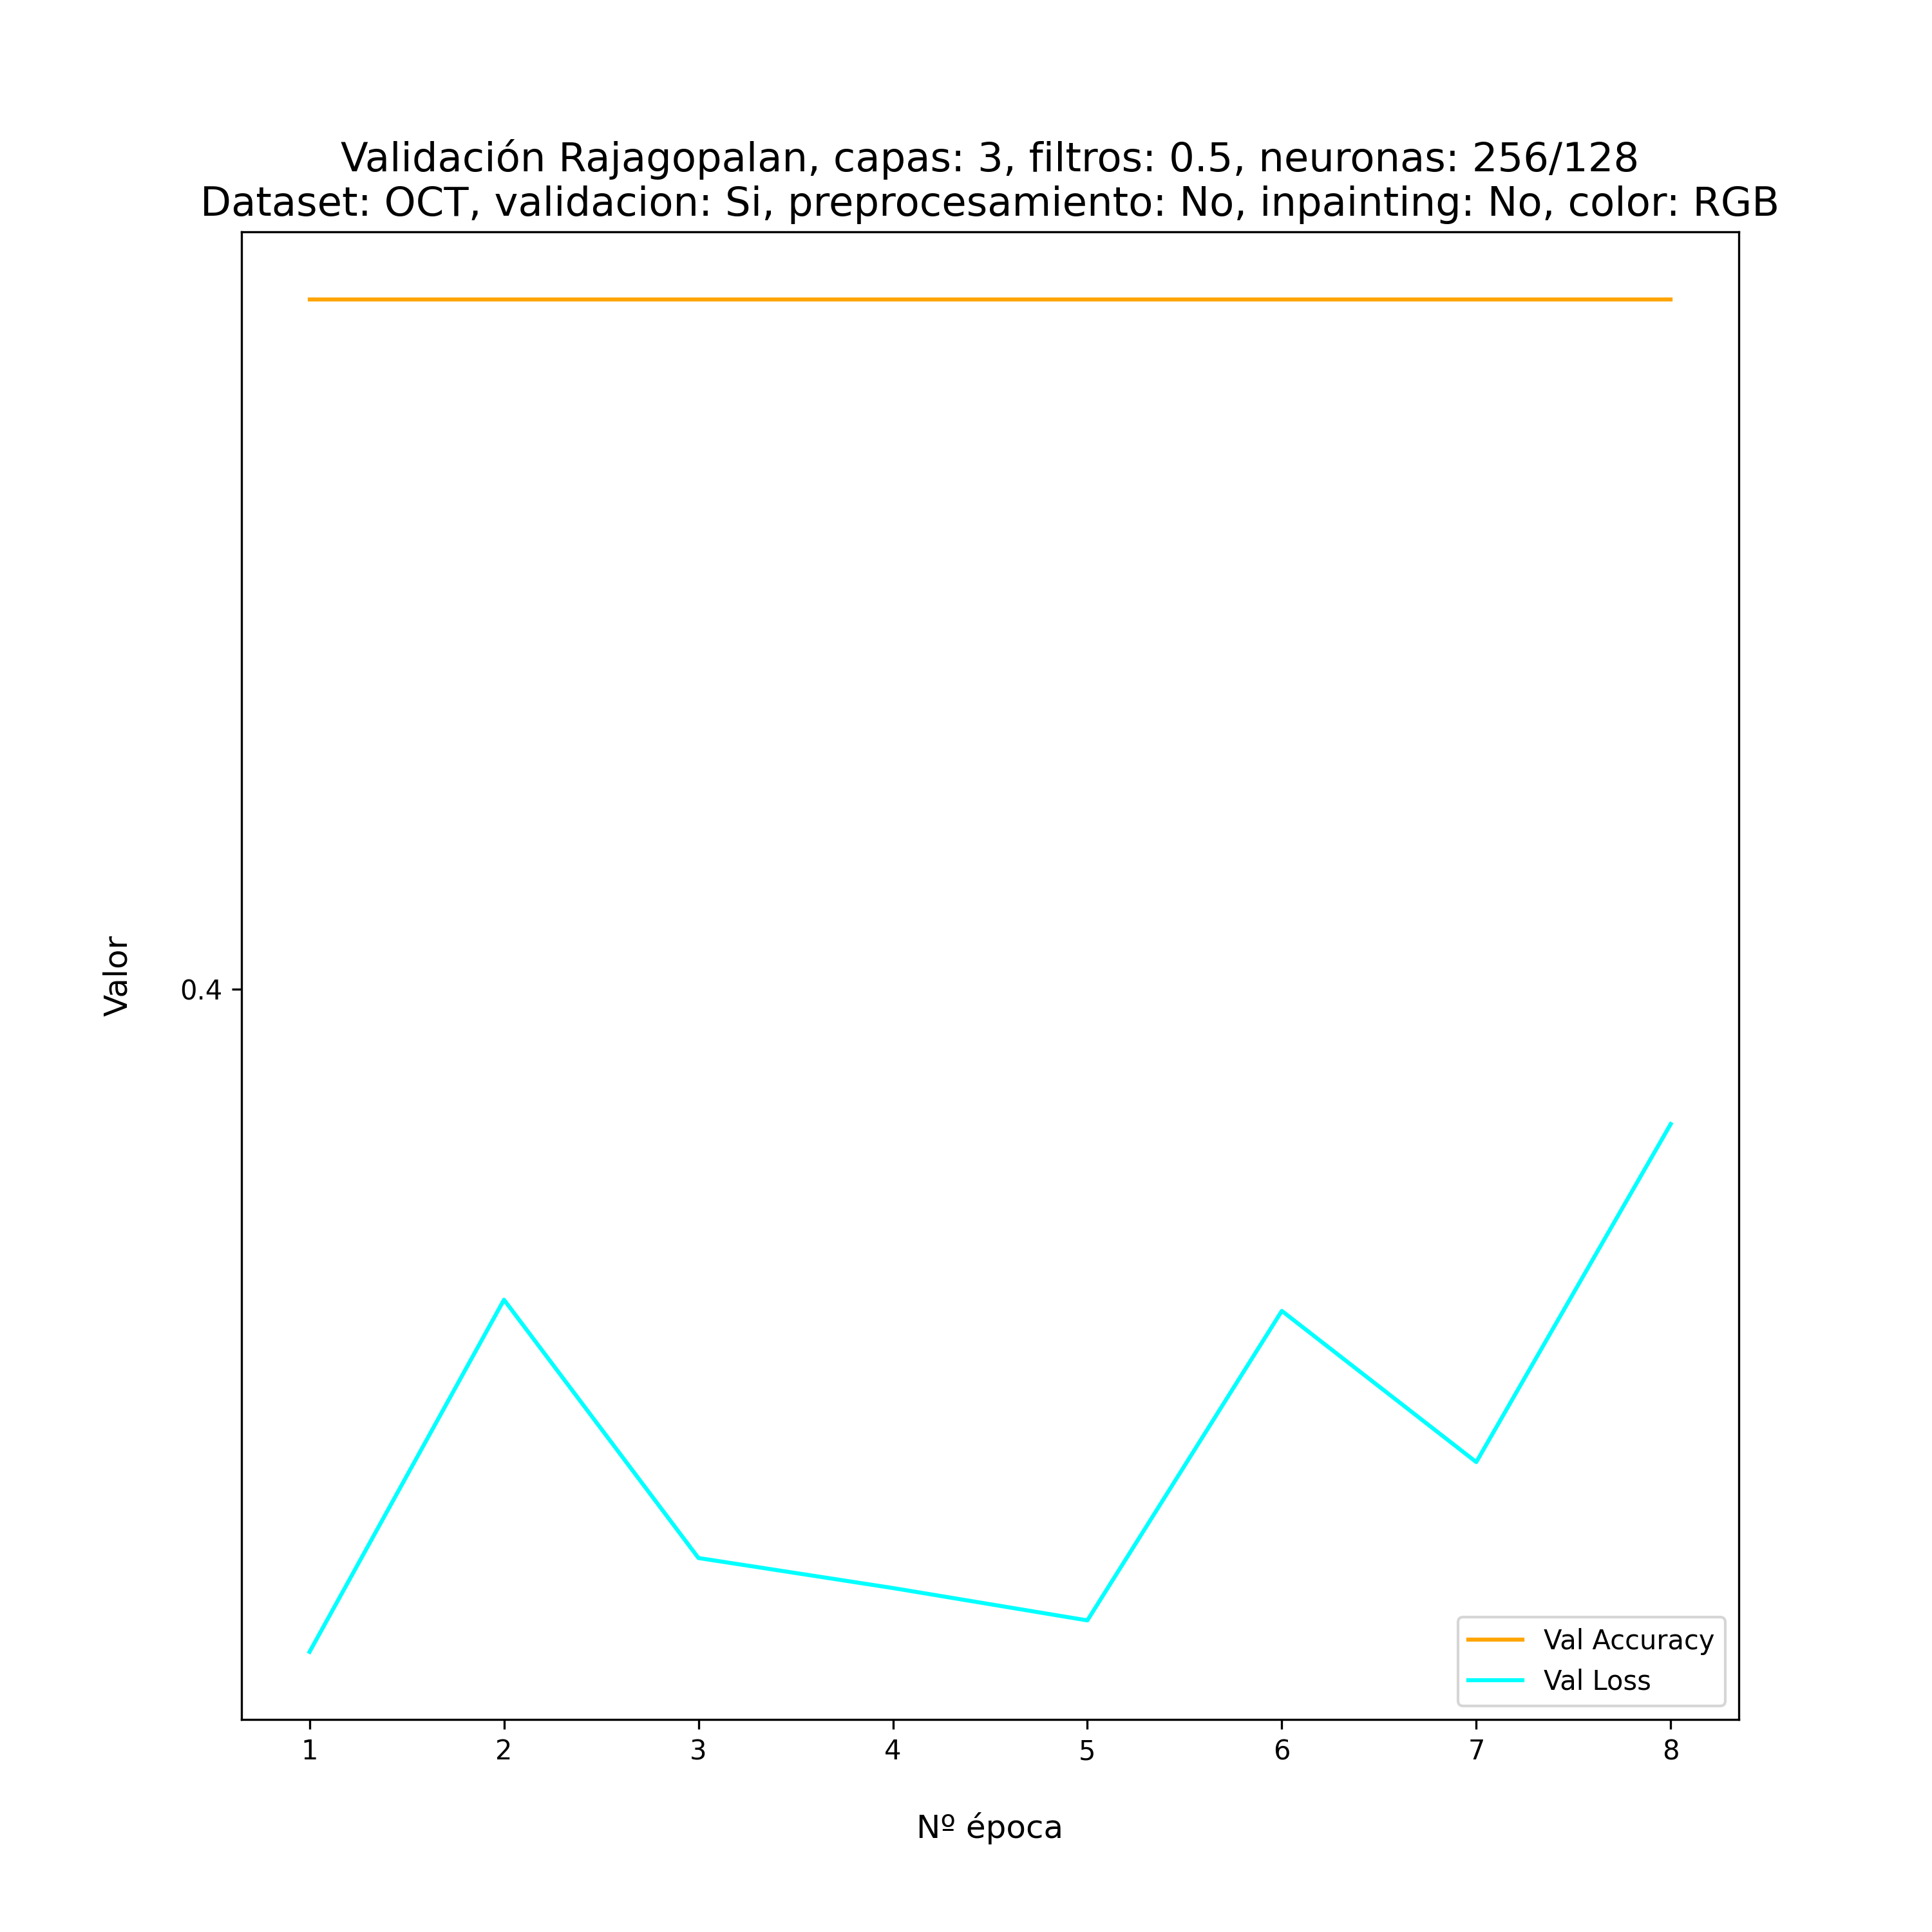 Validación Rajagopalan, capas: 3, filtros: 0.5, neuronas: 256/128
Dataset: OCT, validacion: Si, preprocesamiento: No, inpainting: No, color: RGB
Valor
0.4
Val Accuracy
Val Loss
1 2 3 4 5 6 7 8
Nº época